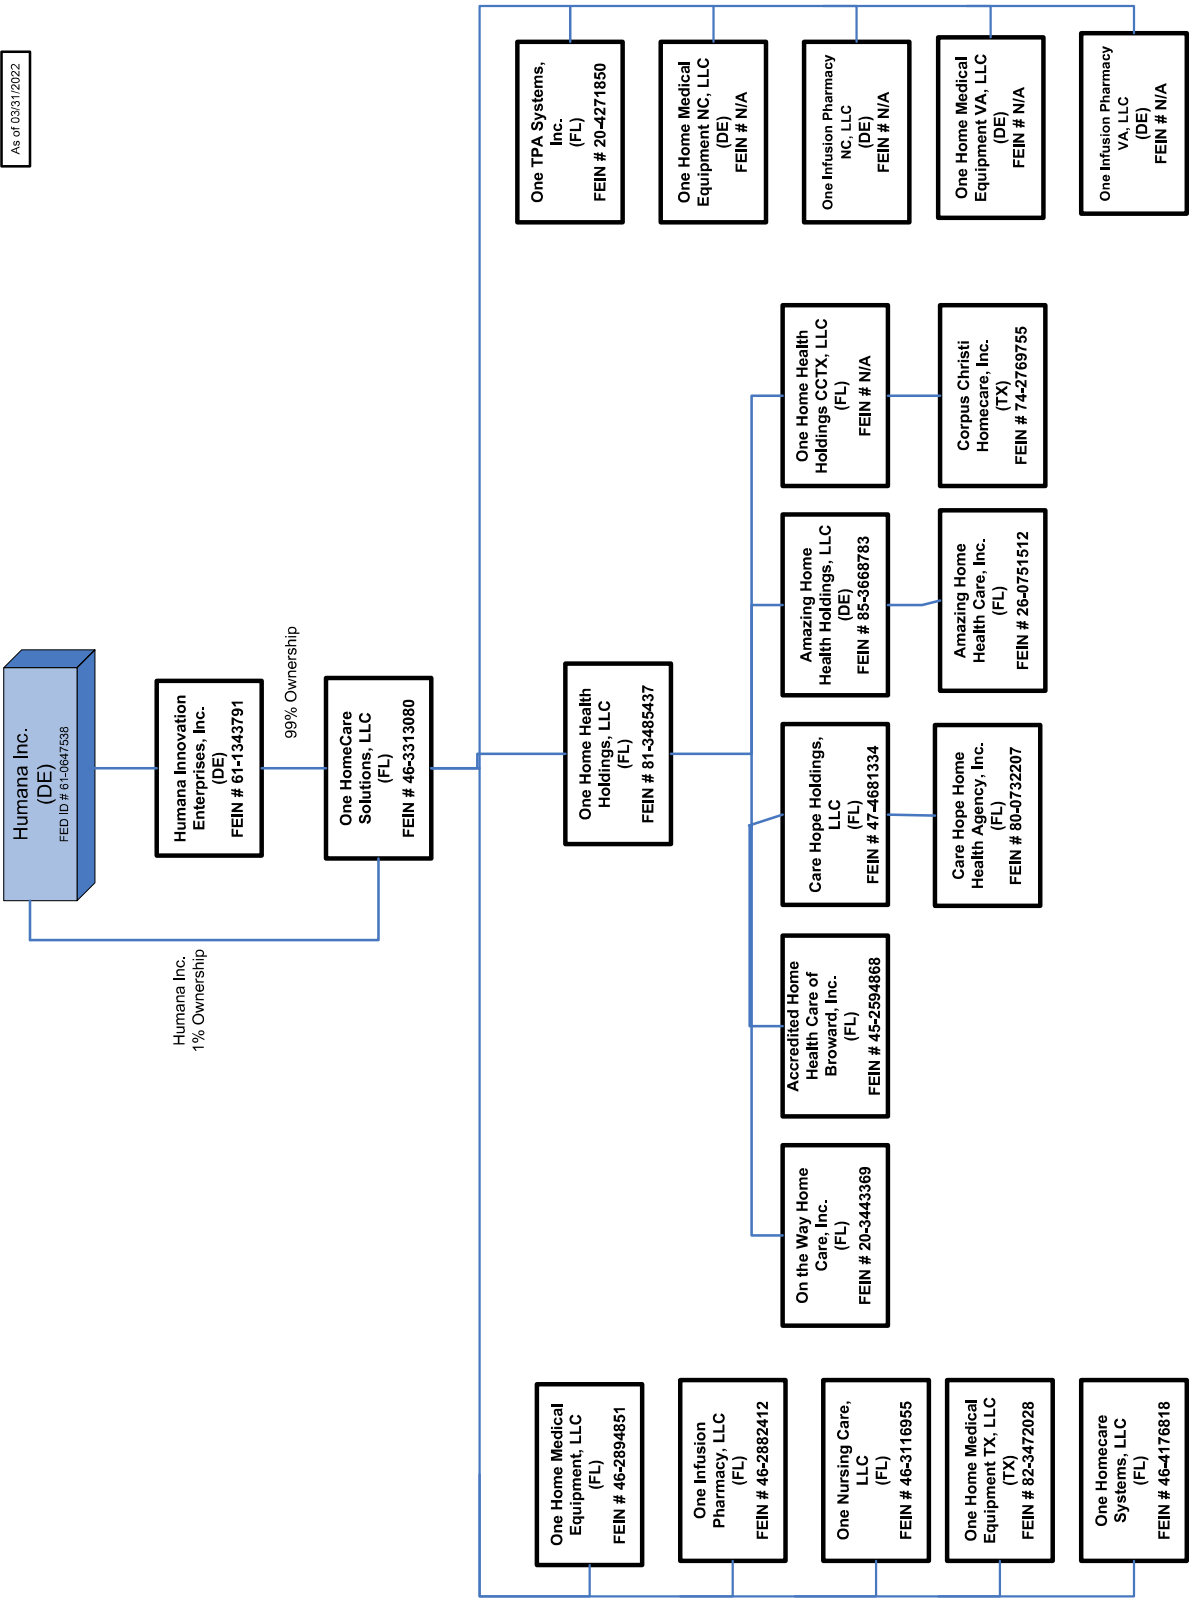 As of 03/31/2022
Humana Inc.
(DE)
FED ID # 61-0647538
Humana Inc.
1% Ownership
Humana Innovation
Enterprises, Inc.
(DE)
FEIN # 61-1343791
99% Ownership
One HomeCare
Solutions, LLC
(FL)
FEIN # 46-3313080
One Home Medical
Equipment, LLC
(FL)
FEIN # 46-2894851
One Infusion
Pharmacy, LLC
(FL)
FEIN # 46-2882412
One Nursing Care,
LLC
(FL)
FEIN # 46-3116955
One Home Medical
Equipment TX, LLC
(TX)
FEIN # 82-3472028
One Homecare
Systems, LLC
(FL)
FEIN # 46-4176818
One Home Health
Holdings, LLC
(FL)
FEIN # 81-3485437
On the Way Home
Care, Inc.
(FL)
FEIN # 20-3443369
Accredited Home
Health Care of
Broward, Inc.
(FL)
FEIN # 45-2594868
Care Hope Holdings,
LLC
(FL)
FEIN # 47-4681334
Care Hope Home
Health Agency, Inc.
(FL)
FEIN # 80-0732207
Amazing Home
Health Holdings, LLC
(DE)
FEIN # 85-3668783
Amazing Home
Health Care, Inc.
(FL)
FEIN # 26-0751512
One Home Health
Holdings CCTX, LLC
(FL)
FEIN # N/A
Corpus Christi
Homecare, Inc.
(TX)
FEIN # 74-2769755
One TPA Systems,
Inc.
(FL)
FEIN # 20-4271850
One Home Medical
Equipment NC, LLC
(DE)
FEIN # N/A
One Infusion Pharmacy
NC, LLC
(DE)
FEIN # N/A
One Home Medical
Equipment VA, LLC
(DE)
FEIN # N/A
One Infusion Pharmacy
VA, LLC
(DE)
FEIN # N/A